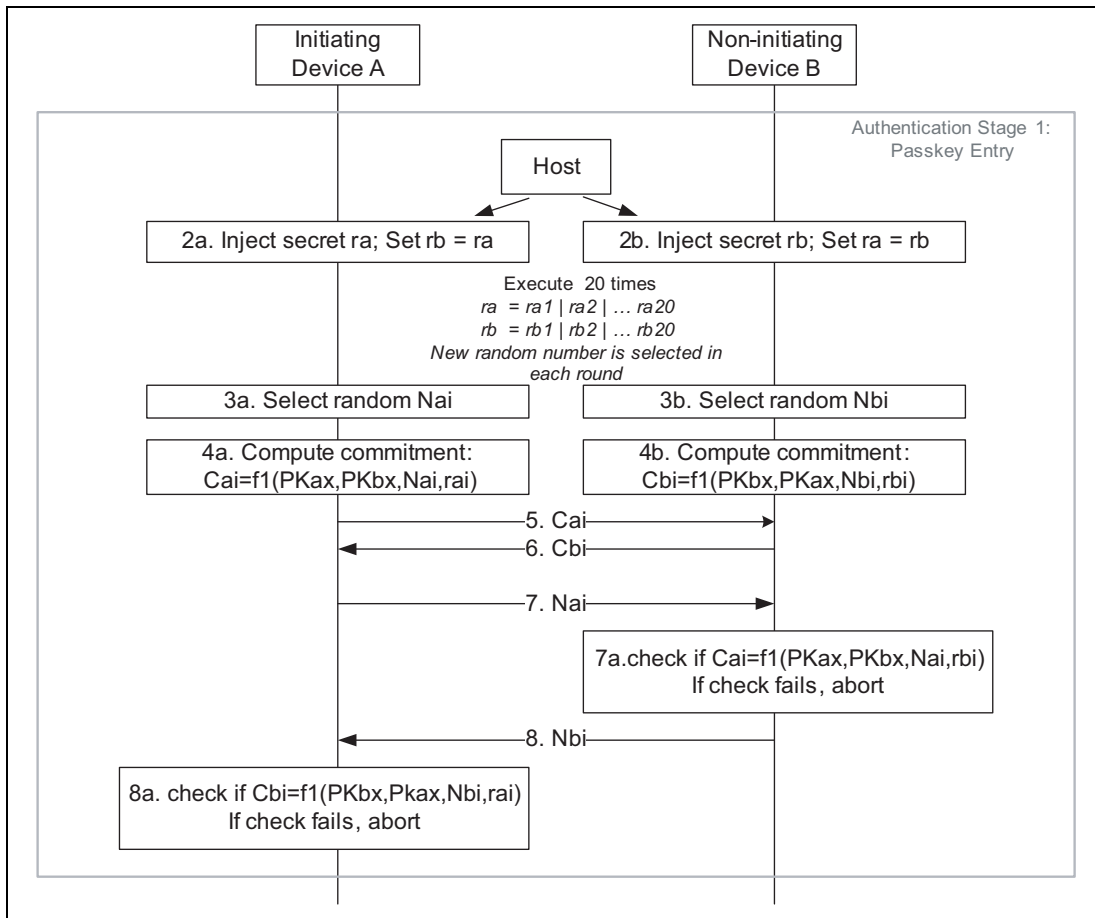 Initiating
Device A
Non-initiating
Device B
Authentication Stage 1:
Passkey Entry
Host
2a. Inject secret ra; Set rb = ra
2b. Inject secret rb; Set ra = rb
Execute 20 times
ra = ra1 | ra2 | … ra20
rb = rb1 | rb2 | … rb20
New random number is selected in
each round
3a. Select random Nai
3b. Select random Nbi
4a. Compute commitment:
Cai=f1(PKax,PKbx,Nai,rai)
4b. Compute commitment:
Cbi=f1(PKbx,PKax,Nbi,rbi)
5. Cai
6. Cbi
7. Nai
7a.check if Cai=f1(PKax,PKbx,Nai,rbi)
If check fails, abort
8. Nbi
8a. check if Cbi=f1(PKbx,Pkax,Nbi,rai)
If check fails, abort